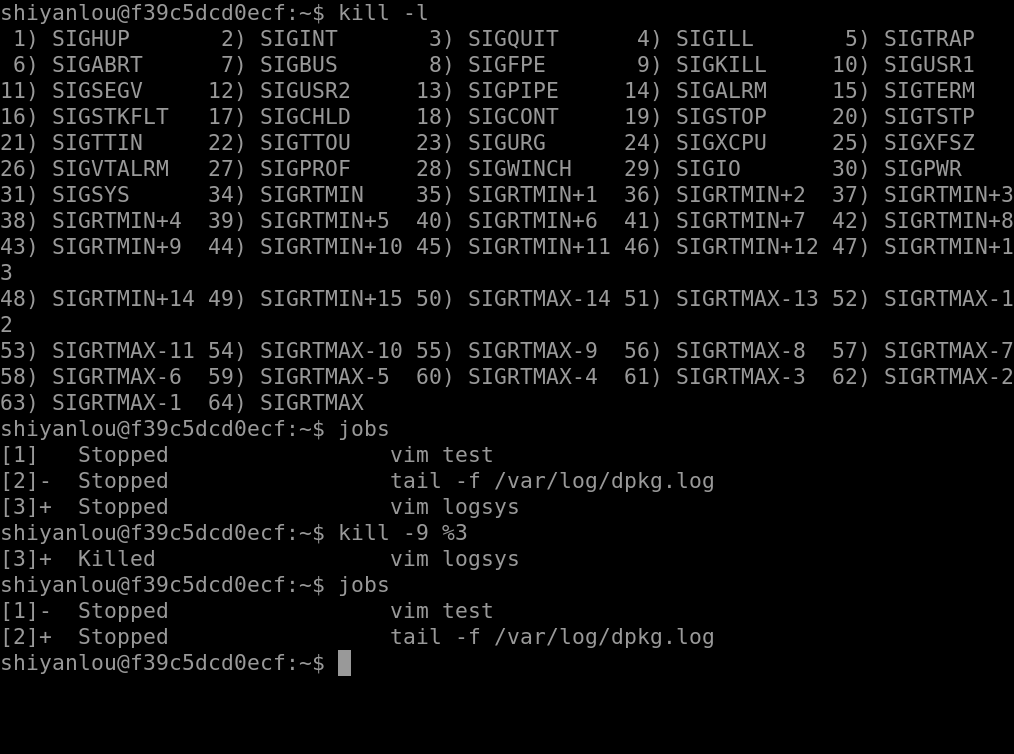 shiyanlou@f39c5dcd0ecf:~$ kill -l
 1) SIGHUP       2) SIGINT       3) SIGQUIT      4) SIGILL       5) SIGTRAP
 6) SIGABRT      7) SIGBUS       8) SIGFPE       9) SIGKILL     10) SIGUSR1
11) SIGSEGV     12) SIGUSR2     13) SIGPIPE     14) SIGALRM     15) SIGTERM
16) SIGSTKFLT   17) SIGCHLD     18) SIGCONT     19) SIGSTOP     20) SIGTSTP
21) SIGTTIN     22) SIGTTOU     23) SIGURG      24) SIGXCPU     25) SIGXFSZ
26) SIGVTALRM   27) SIGPROF     28) SIGWINCH    29) SIGIO       30) SIGPWR
31) SIGSYS      34) SIGRTMIN    35) SIGRTMIN+1  36) SIGRTMIN+2  37) SIGRTMIN+3
38) SIGRTMIN+4  39) SIGRTMIN+5  40) SIGRTMIN+6  41) SIGRTMIN+7  42) SIGRTMIN+8
43) SIGRTMIN+9  44) SIGRTMIN+10 45) SIGRTMIN+11 46) SIGRTMIN+12 47) SIGRTMIN+1
3
48) SIGRTMIN+14 49) SIGRTMIN+15 50) SIGRTMAX-14 51) SIGRTMAX-13 52) SIGRTMAX-1
2
53) SIGRTMAX-11 54) SIGRTMAX-10 55) SIGRTMAX-9  56) SIGRTMAX-8  57) SIGRTMAX-7
58) SIGRTMAX-6  59) SIGRTMAX-5  60) SIGRTMAX-4  61) SIGRTMAX-3  62) SIGRTMAX-2
63) SIGRTMAX-1  64) SIGRTMAX
shiyanlou@f39c5dcd0ecf:~$ jobs
[1]   Stopped                 vim test
[2]-  Stopped                 tail -f /var/log/dpkg.log
[3]+  Stopped                 vim logsys
shiyanlou@f39c5dcd0ecf:~$ kill -9 %3
[3]+  Killed                  vim logsys
shiyanlou@f39c5dcd0ecf:~$ jobs
[1]-  Stopped                 vim test
[2]+  Stopped                 tail -f /var/log/dpkg.log
shiyanlou@f39c5dcd0ecf:~$